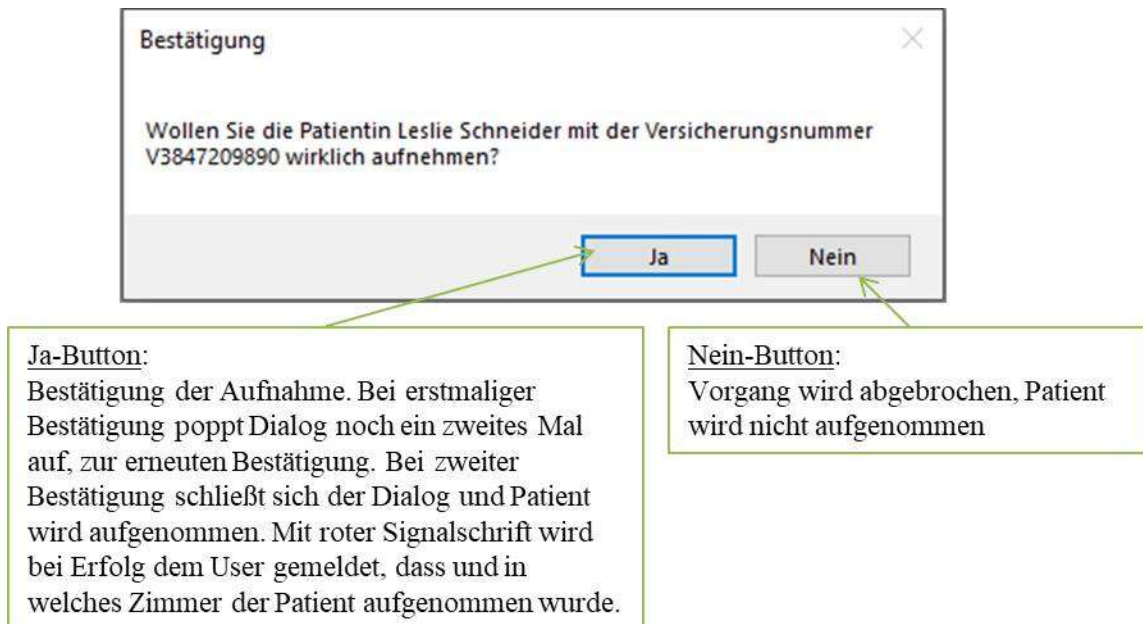 Bestätigung
Wollen Sie die Patientin Leslie Schneider mit der Versicherungsnummer
V3847209890 wirklich aufnehmen?
Ja
Nein
Ja-Button:
Bestätigung der Aufnahme. Bei erstmaliger
Bestätigung poppt Dialog noch ein zweites Mal
auf, zur erneuten Bestätigung. Bei zweiter
Bestätigung schließt sich der Dialog und Patient
wird aufgenommen. Mit roter Signalschrift wird
bei Erfolg dem User gemeldet, dass und in
welches Zimmer der Patient aufgenommen wurde.
Nein-Button:
Vorgang wird abgebrochen, Patient
wird nicht aufgenommen